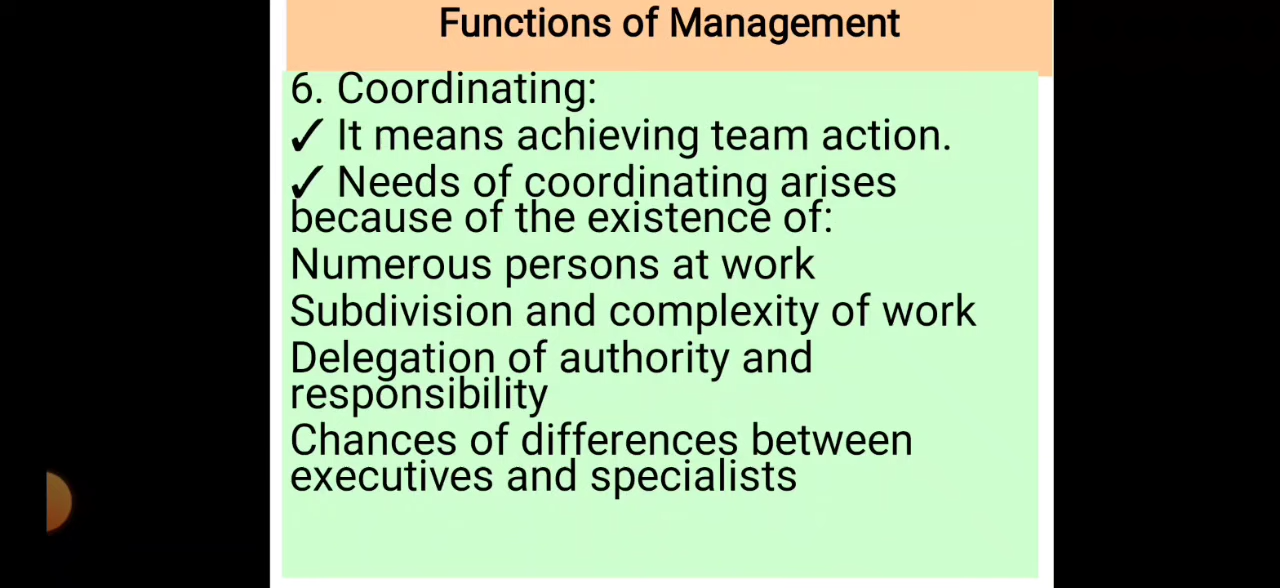 Functions of Management
6. Coordinating:
✓ It means achieving team action.
✓ Needs of coordinating arises
because of the existence of:
Numerous persons at work
Subdivision and complexity of work
Delegation of authority and
responsibility
Chances of differences between
executives and specialists